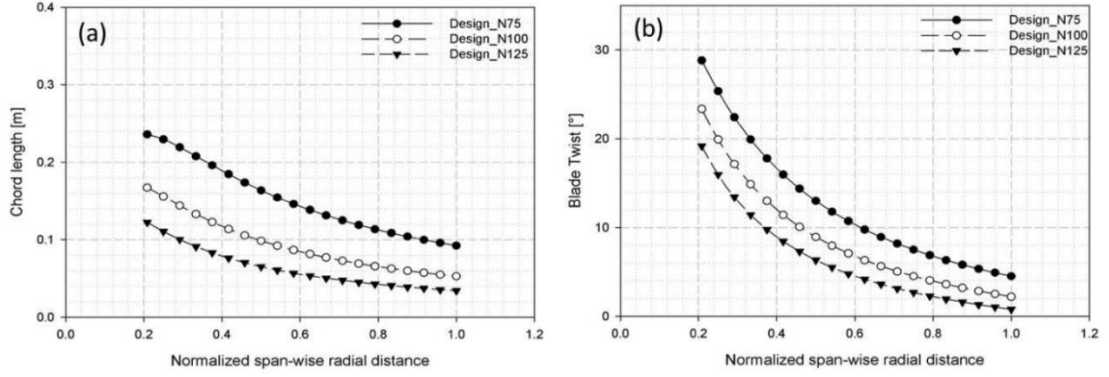 (a)
Design_N75
Design_N100
Design_N125
0.4
0.3
0.2
0.1
0.0
Chord length [m]
0.0 0.2 0.4 0.6 0.8 1.0 1.2
Normalized span-wise radial distance
(b)
Design_N75
Design_N100
Design_N125
30
20
10
0
Blade Twist [°]
0.0 0.2 0.4 0.6 0.8 1.0 1.2
Normalized span-wise radial distance